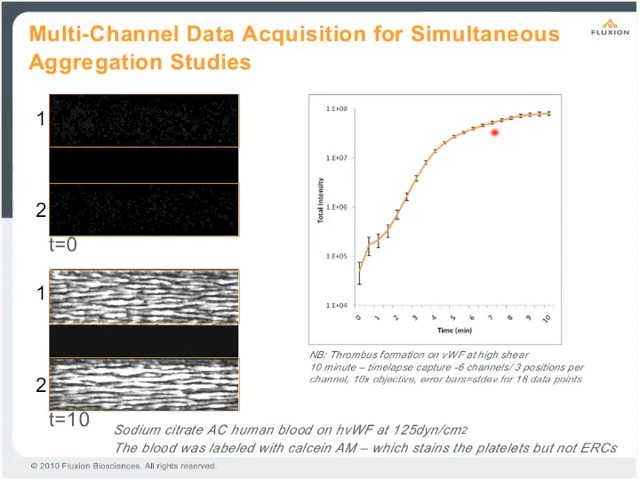 Multi-Channel Data Acquisition for Simultaneous
Aggregation Studies
FLUXION
1
2
t=0
1
2
t=10
1.E+08
1.E+07
1.E+06
1.E+05
1.E+04
Total Intensity
0 1 2 3 4 5 6 7 8 9 10
Time (min)
NB: Thrombus formation on vWF at high shear
10 minute – timelapse capture -6 channels/ 3 positions per
channel, 10x objective, error bars=stdev for 18 data points
Sodium citrate AC human blood on hvWF at 125dyn/cm2
The blood was labeled with calcein AM – which stains the platelets but not ERCs
© 2010 Fluxion Biosciences. All rights reserved.